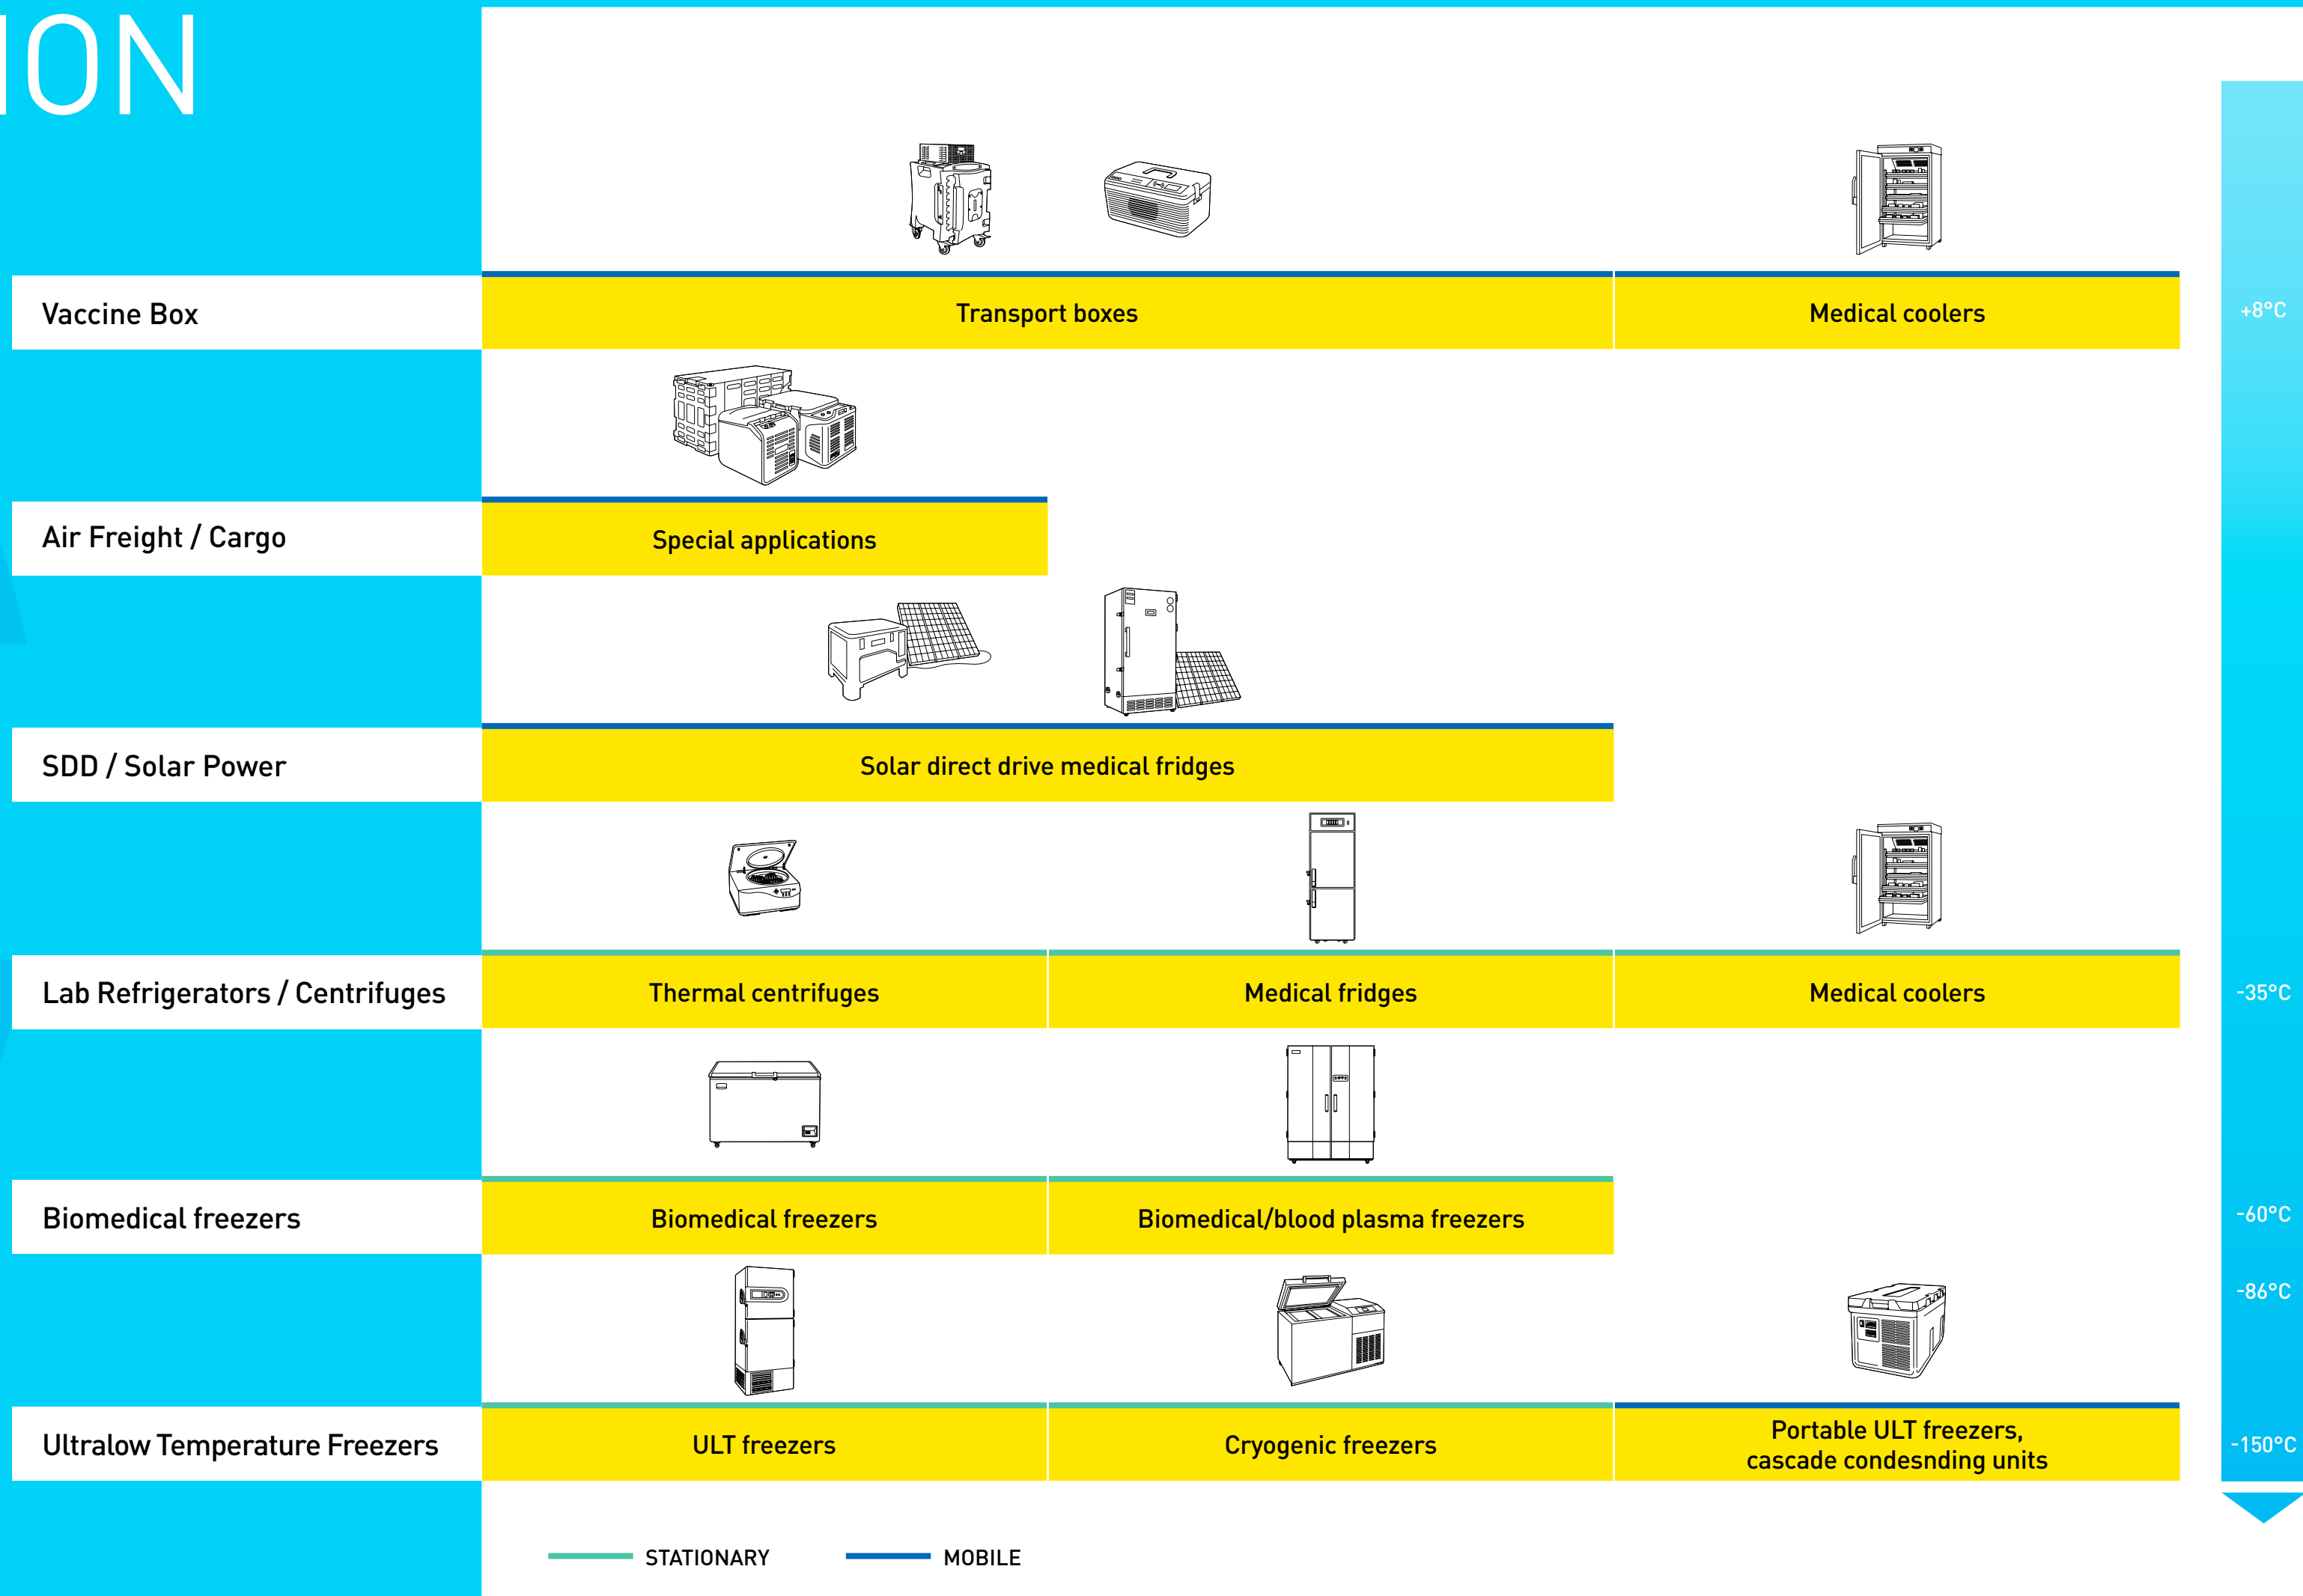 ION
Vaccine Box
Transport boxes
Medical coolers
+8°C
Air Freight / Cargo
Special applications
SDD / Solar Power
Solar direct drive medical fridges
Lab Refrigerators / Centrifuges
Thermal centrifuges
Medical fridges
Medical coolers
-35°C
Biomedical freezers
Biomedical freezers
Biomedical/blood plasma freezers
-60°C
-86°C
Ultralow Temperature Freezers
ULT freezers
Cryogenic freezers
Portable ULT freezers,
cascade condesnding units
-150°C
STATIONARY
MOBILE